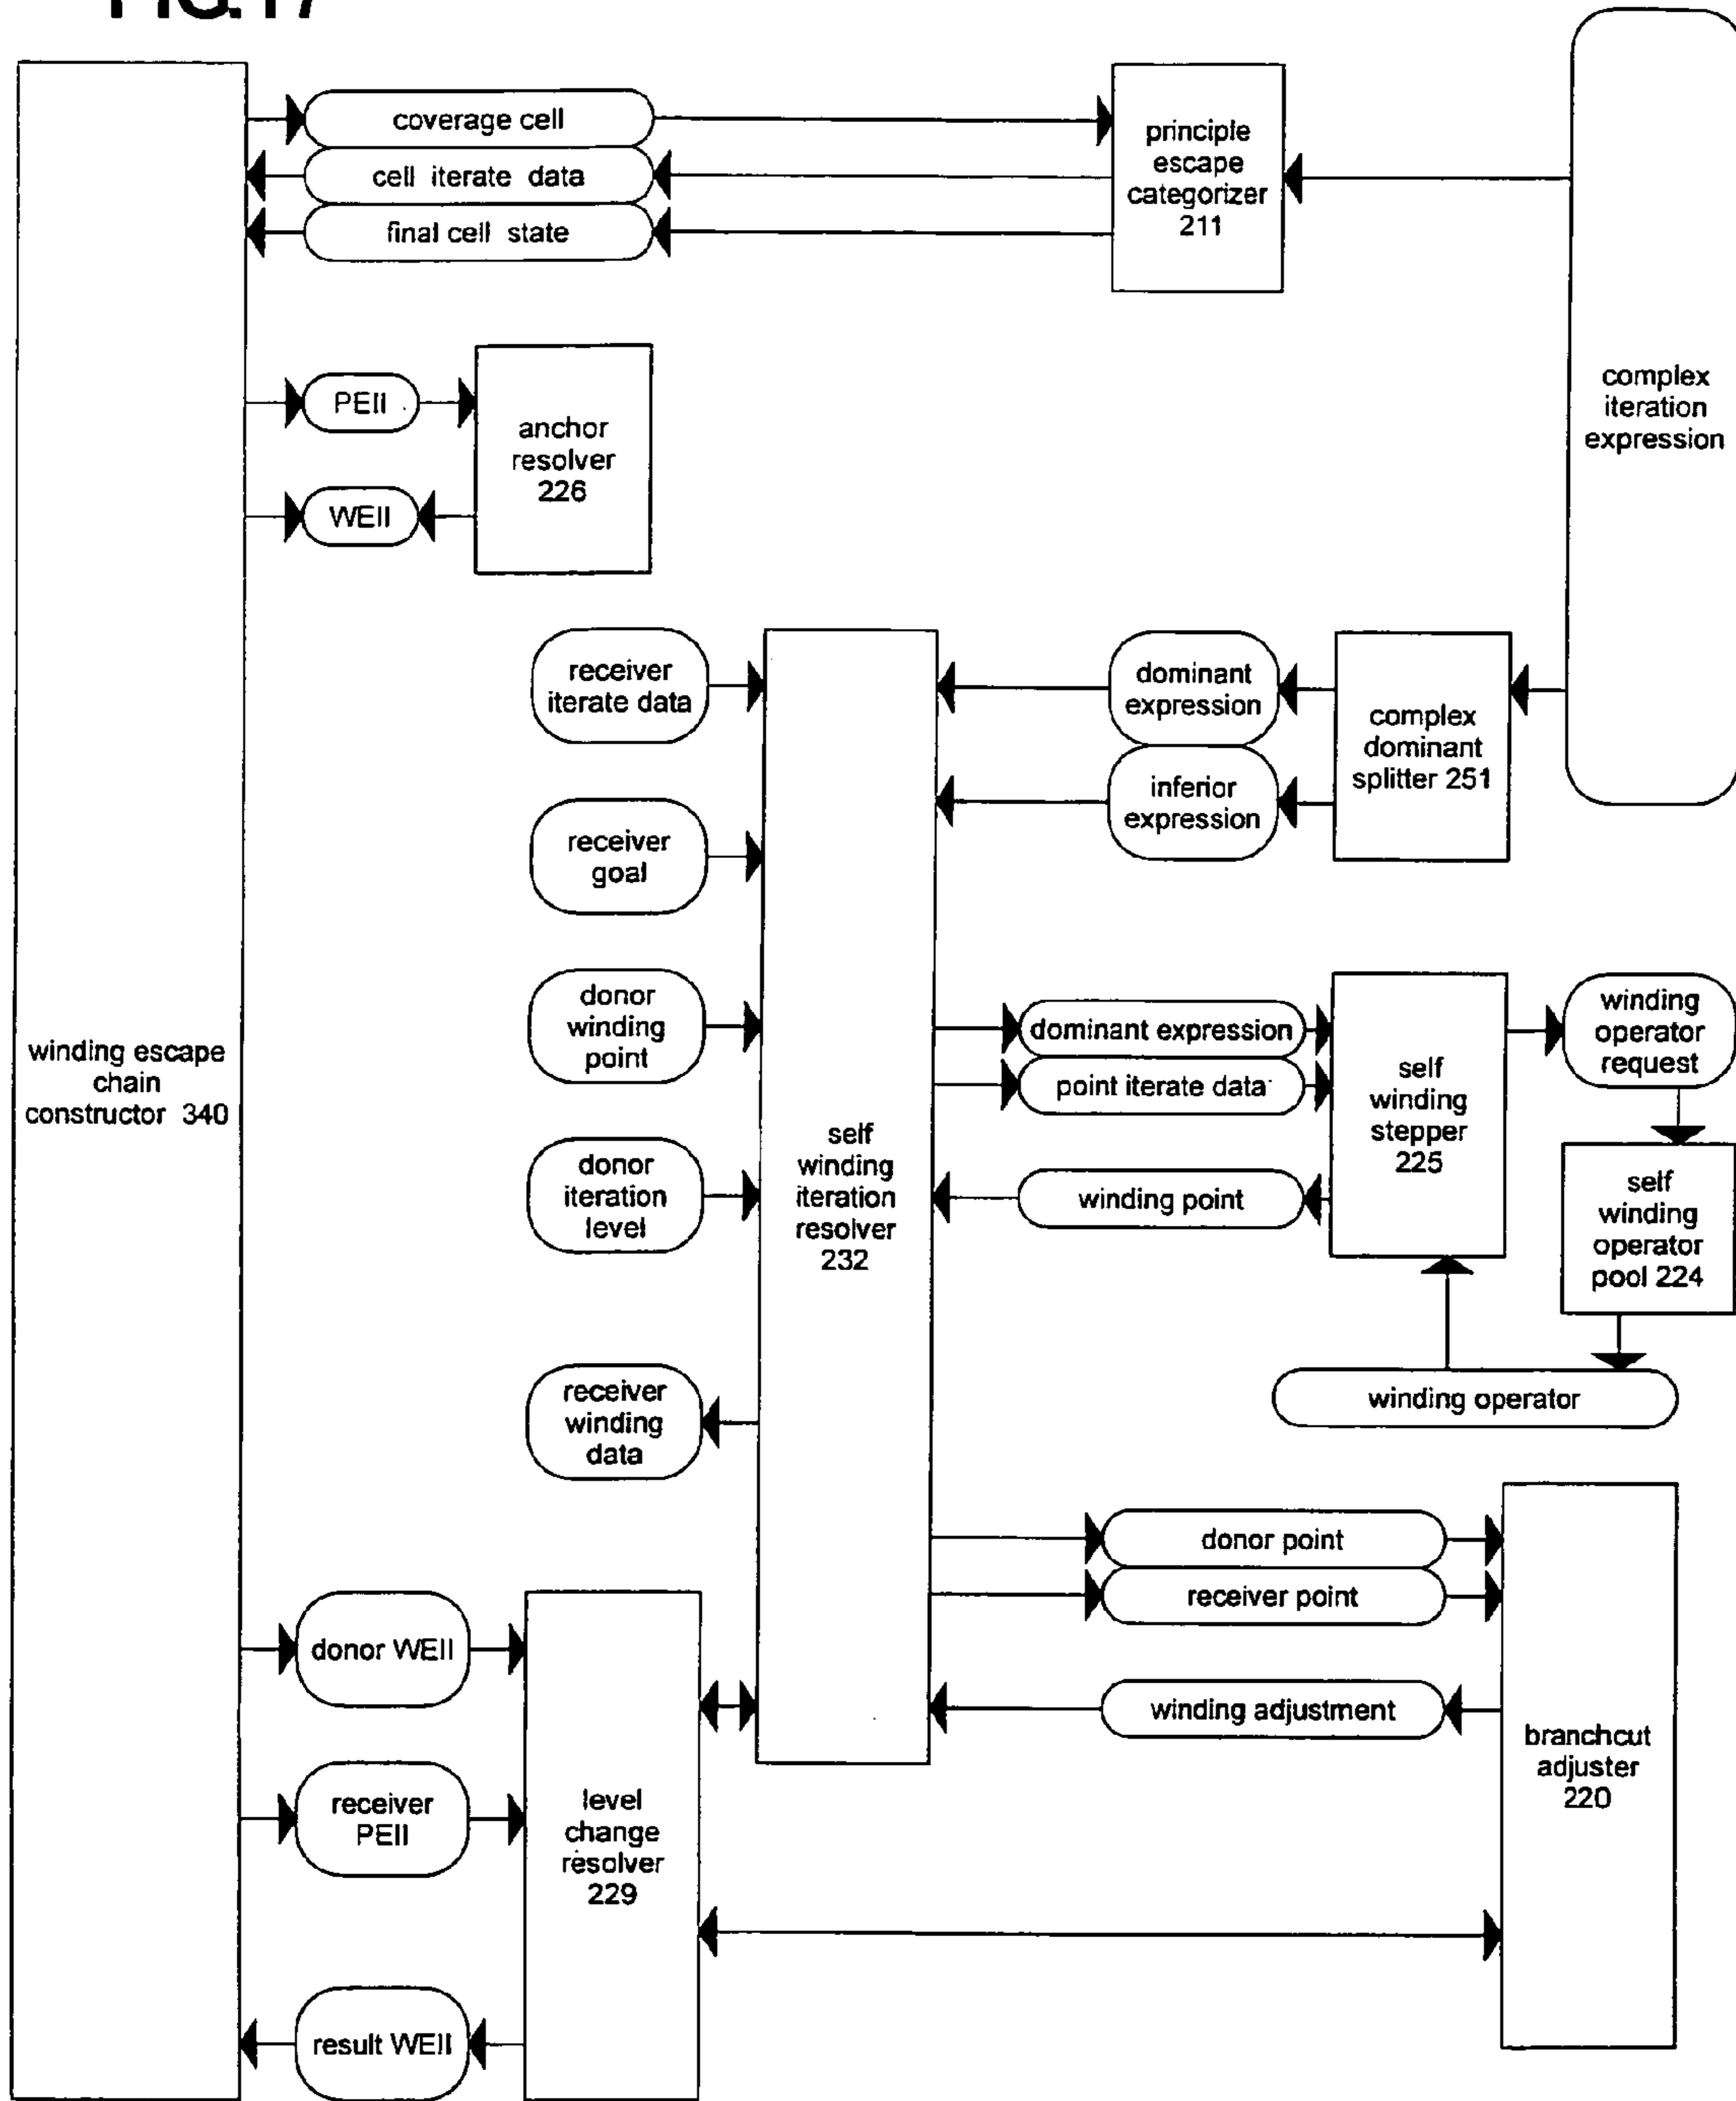 FIG.17
coverage cell
cell iterate data
final cell state
principle
escape
categorizer
211
complex
iteration
expression
PEII
WEII
anchor
resolver
226
receiver
iterate data
receiver
goal
donor
winding
point
donor
iteration
level
receiver
winding
data
winding escape
chain
constructor 340
self
winding
iteration
resolver
232
dominant
expression
inferior
expression
complex
dominant
splitter 251
dominant expression
point iterate data
winding point
self
winding
stepper
225
winding
operator
request
self
winding
operator
pool 224
winding operator
donor point
receiver point
winding adjustment
branchcut
adjuster
220
donor WEII
receiver
PEII
result WEII
level
change
resolver
229